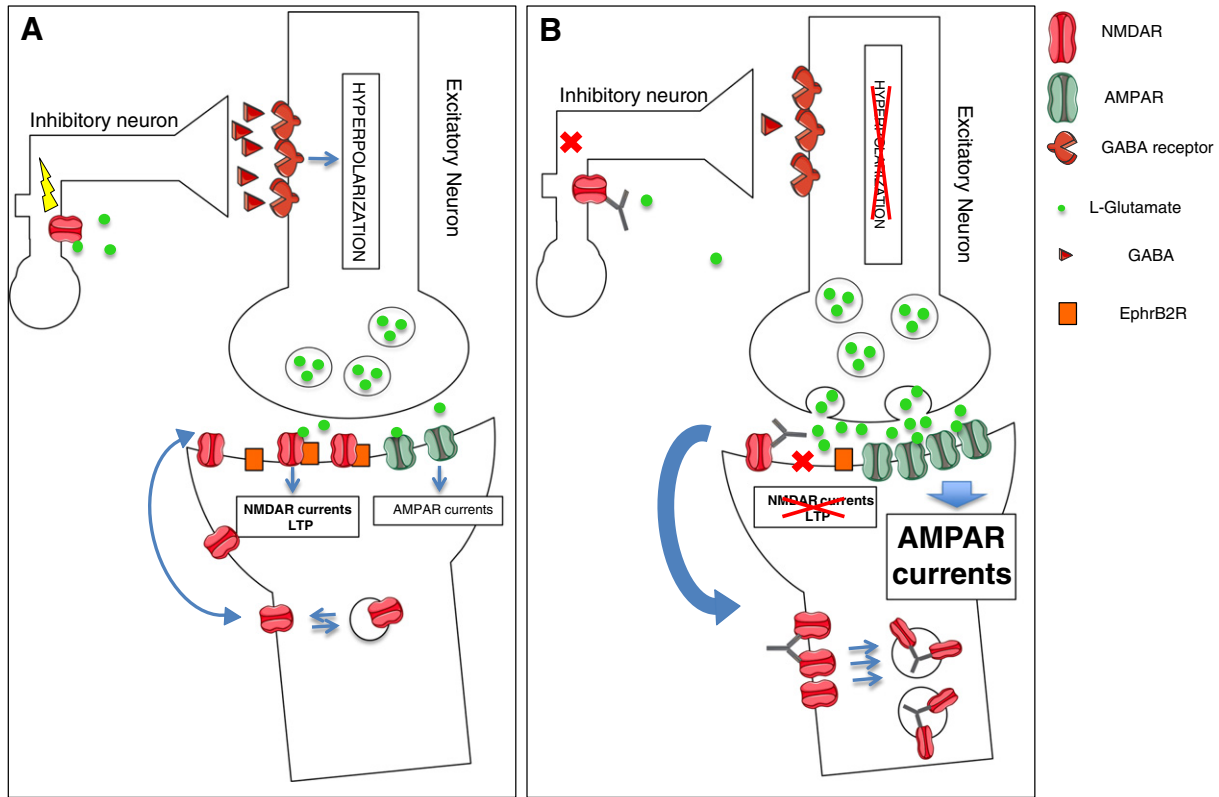 A
Inhibitory neuron
HYPERPOLARIZATION
Excitatory Neuron
NMDAR currents
LTP
AMPAR currents
B
Inhibitory neuron
HYPERPOLARIZATION
Excitatory Neuron
NMDAR currents
LTP
AMPAR
currents
NMDAR
AMPAR
GABA receptor
L-Glutamate
GABA
EphrB2R